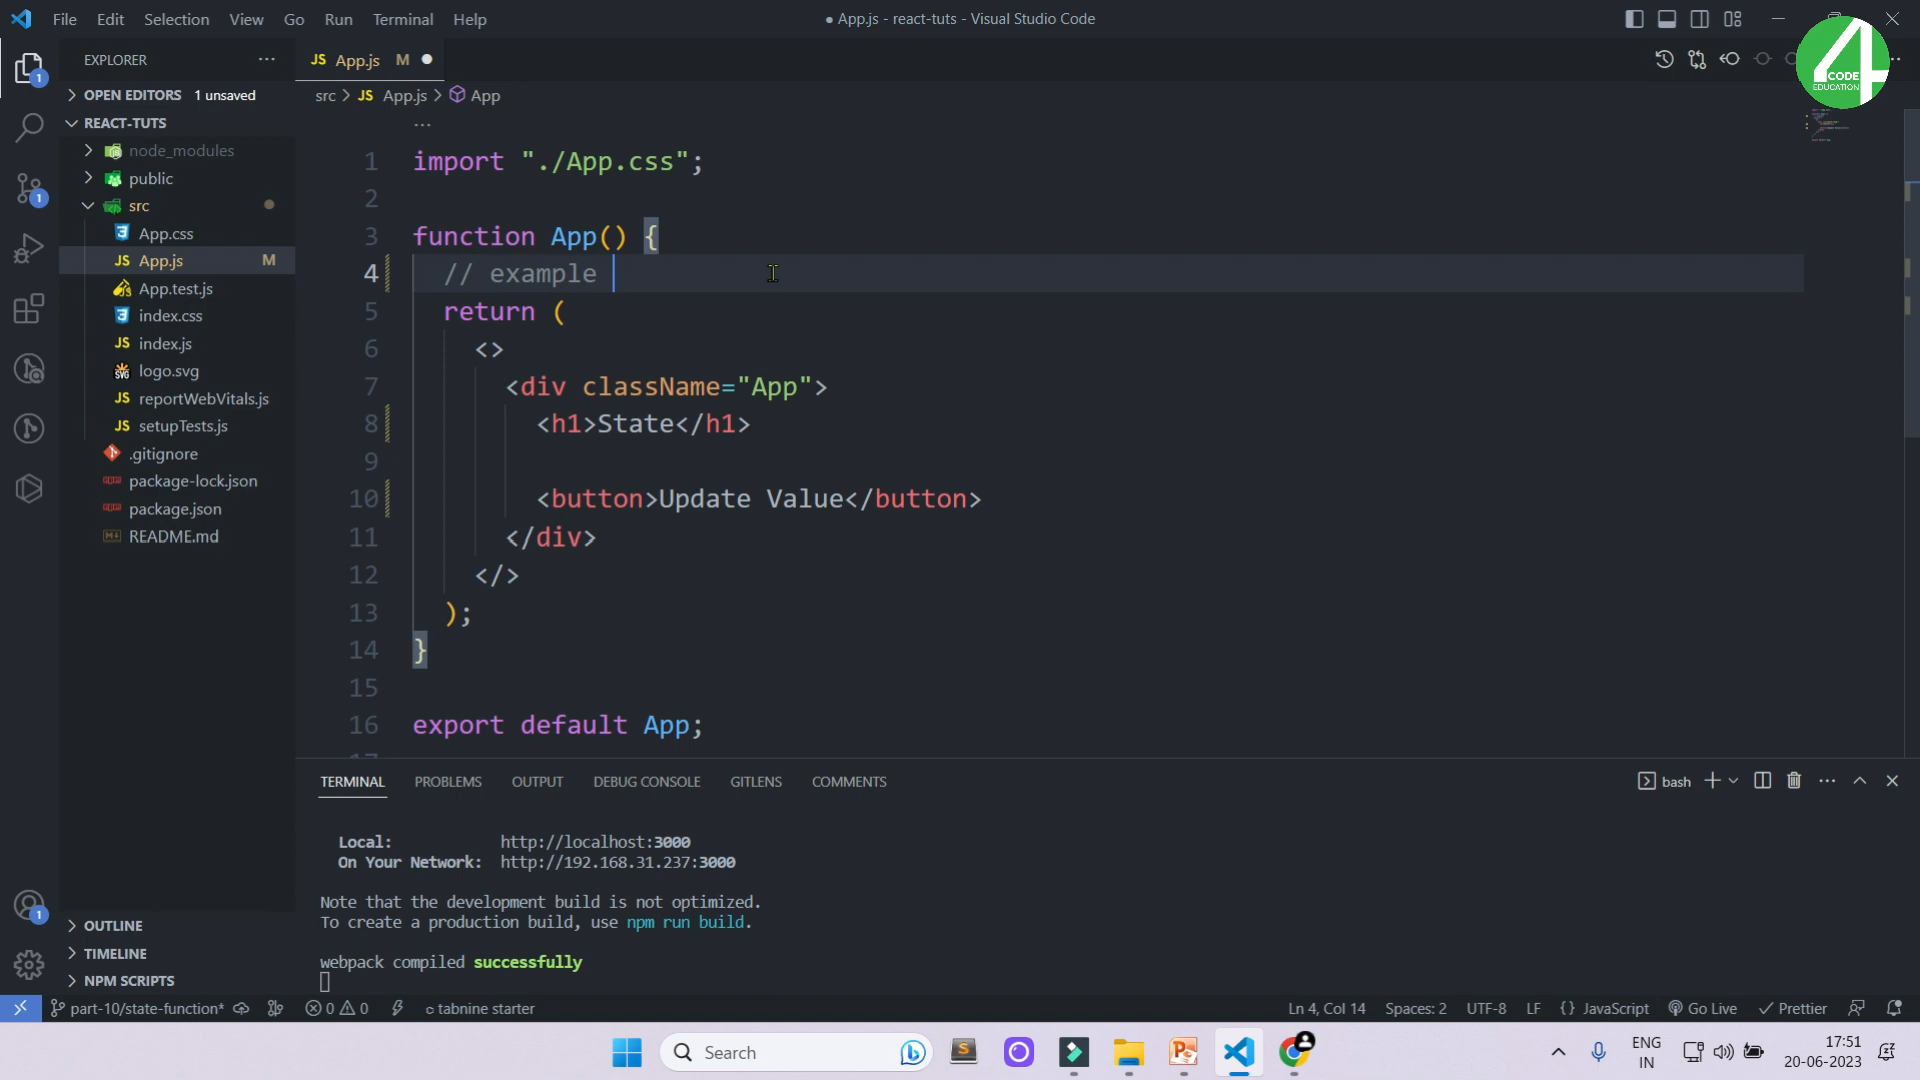 File Edit Selection View Go Run Terminal Help
● App.js - react-tuts - Visual Studio Code
4
CODE
EDUCATION
EXPLORER
JS App.js M
OPEN EDITORS 1 unsaved
src > JS App.js > App
REACT-TUTS
node_modules
public
src
App.css
JS App.js M
App.test.js
index.css
JS index.js
logo.svg
JS reportWebVitals.js
JS setupTests.js
.gitignore
package-lock.json
package.json
README.md
OUTLINE
TIMELINE
NPM SCRIPTS
1 import "./App.css";
2
3 function App() {
4 // example
5 return (
6 <>
7 <div className="App">
8 <h1>State</h1>
9
10 <button>Update Value</button>
11 </div>
12 </>
13 );
14 }
15
16 export default App;
TERMINAL PROBLEMS OUTPUT DEBUG CONSOLE GITLENS COMMENTS
bash
Local: http://localhost:3000
On Your Network: http://192.168.31.237:3000
Note that the development build is not optimized.
To create a production build, use npm run build.
webpack compiled successfully
part-10/state-function* 0 0 tabnine starter
Ln 4, Col 14 Spaces: 2 UTF-8 LF {} JavaScript Go Live Prettier
Search
ENG
IN
17:51
20-06-2023